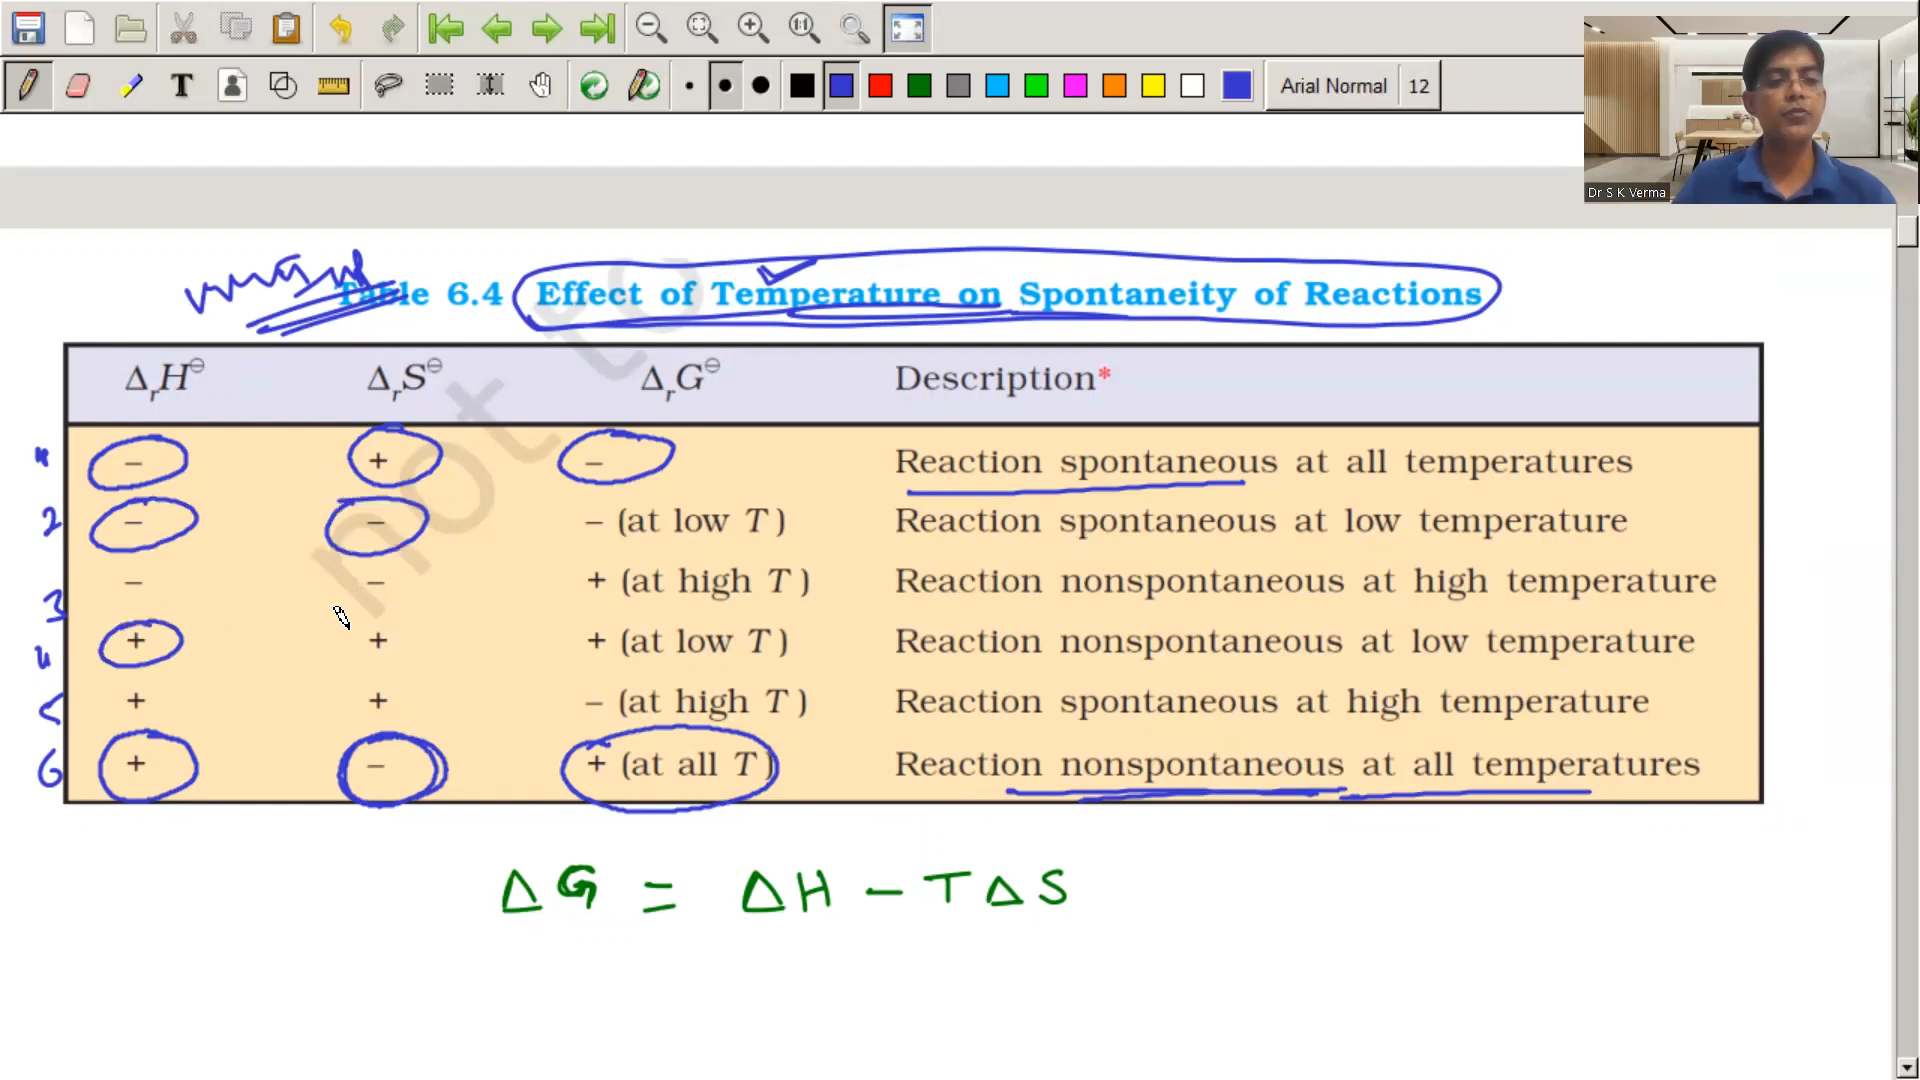 Arial Normal 12
Dr S K Verma
Table 6.4 Effect of Temperature on Spontaneity of Reactions
ΔrH⊖ ΔrS⊖ ΔrG⊖ Description*
– + – Reaction spontaneous at all temperatures
2 – – – (at low T) Reaction spontaneous at low temperature
3 – – + (at high T) Reaction nonspontaneous at high temperature
4 + + + (at low T) Reaction nonspontaneous at low temperature
5 + + – (at high T) Reaction spontaneous at high temperature
6 + – + (at all T) Reaction nonspontaneous at all temperatures
ΔG = ΔH – TΔS
not to